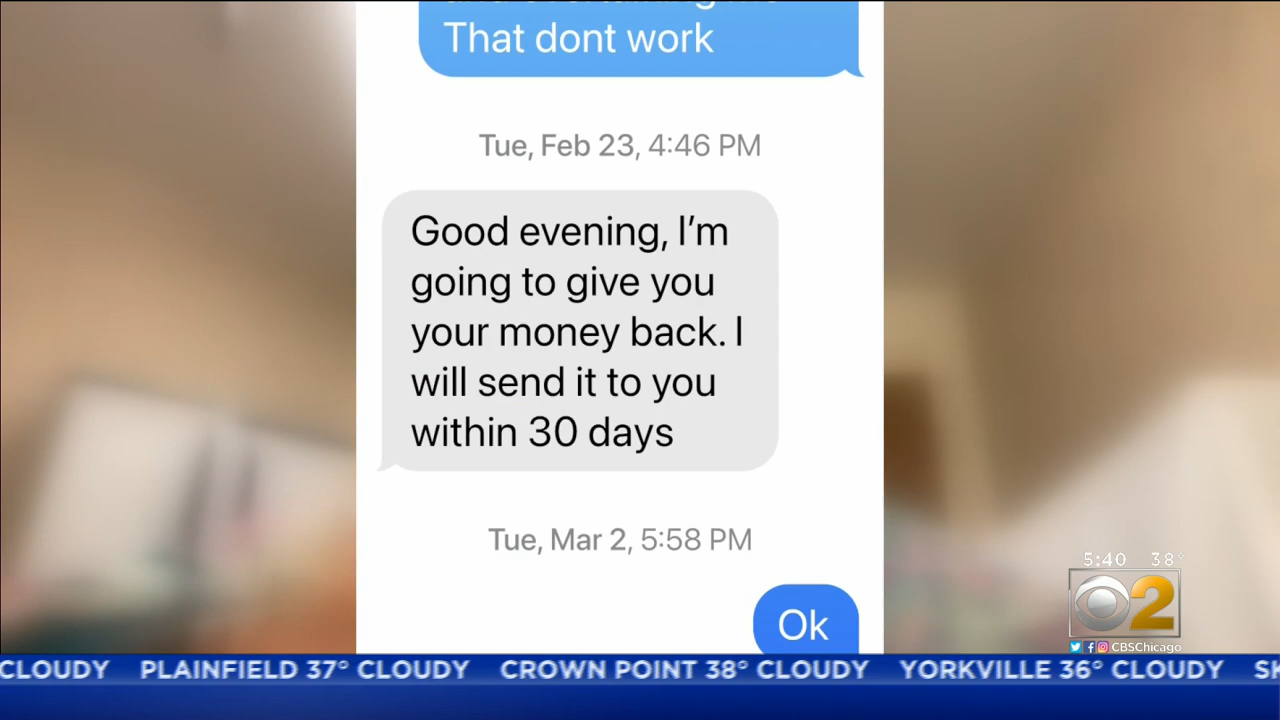 That dont work
Tue, Feb 23, 4:46 PM
Good evening, I'm
going to give you
your money back. I
will send it to you
within 30 days
Tue, Mar 2, 5:58 PM
Ok
5:40 38°
2
CBSChicago
CLOUDY PLAINFIELD 37° CLOUDY CROWN POINT 38° CLOUDY YORKVILLE 36° CLOUDY